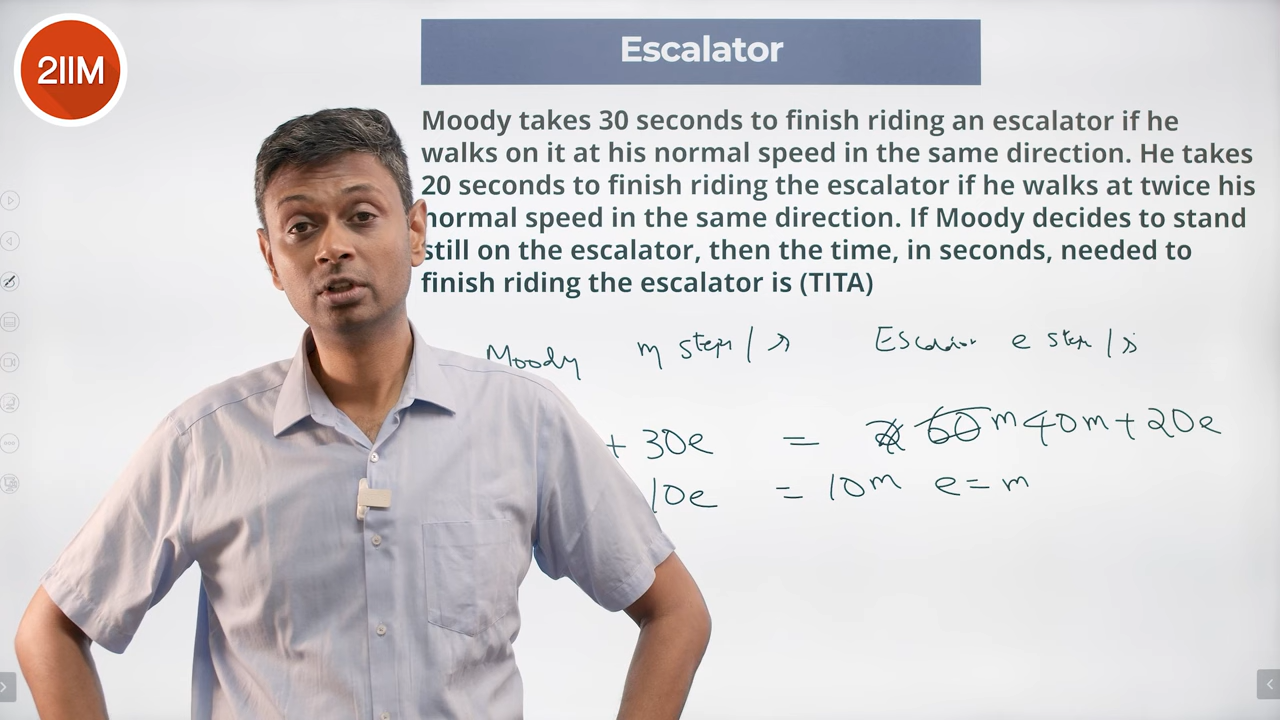 2IIM
Escalator
Moody takes 30 seconds to finish riding an escalator if he
walks on it at his normal speed in the same direction. He takes
20 seconds to finish riding the escalator if he walks at twice his
normal speed in the same direction. If Moody decides to stand
still on the escalator, then the time, in seconds, needed to
finish riding the escalator is (TITA)
Moody m steps/s Escalator e steps/s
+ 30e = 60m 40m + 20e
10e = 10m e = m